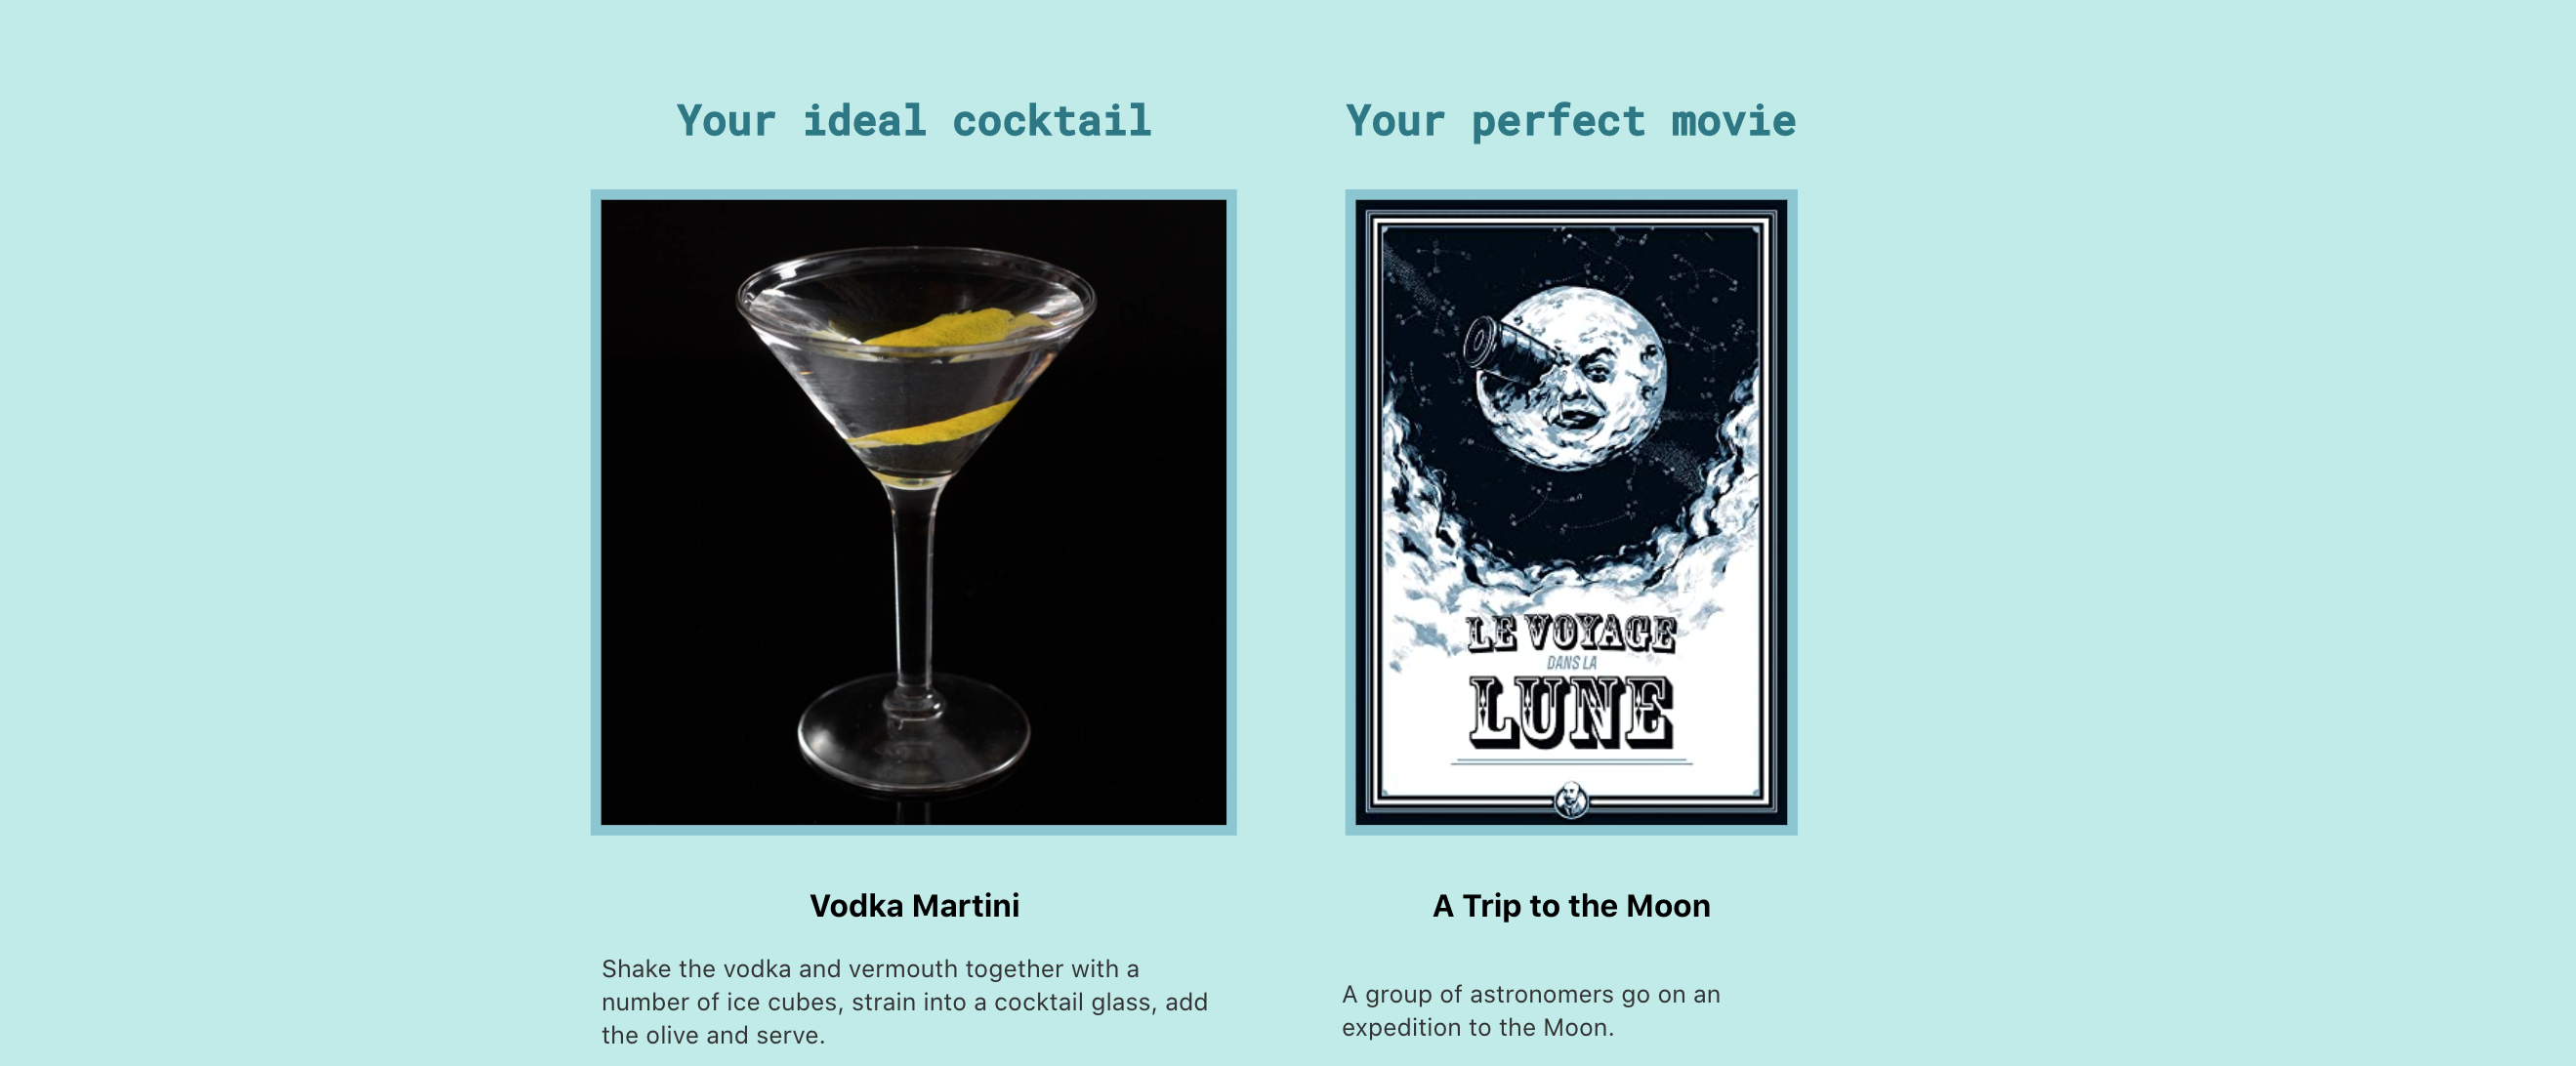 Your ideal cocktail
Your perfect movie
LE VOYAGE
DANS LA
LUNE
Vodka Martini
Shake the vodka and vermouth together with a
number of ice cubes, strain into a cocktail glass, add
the olive and serve.
A Trip to the Moon
A group of astronomers go on an
expedition to the Moon.